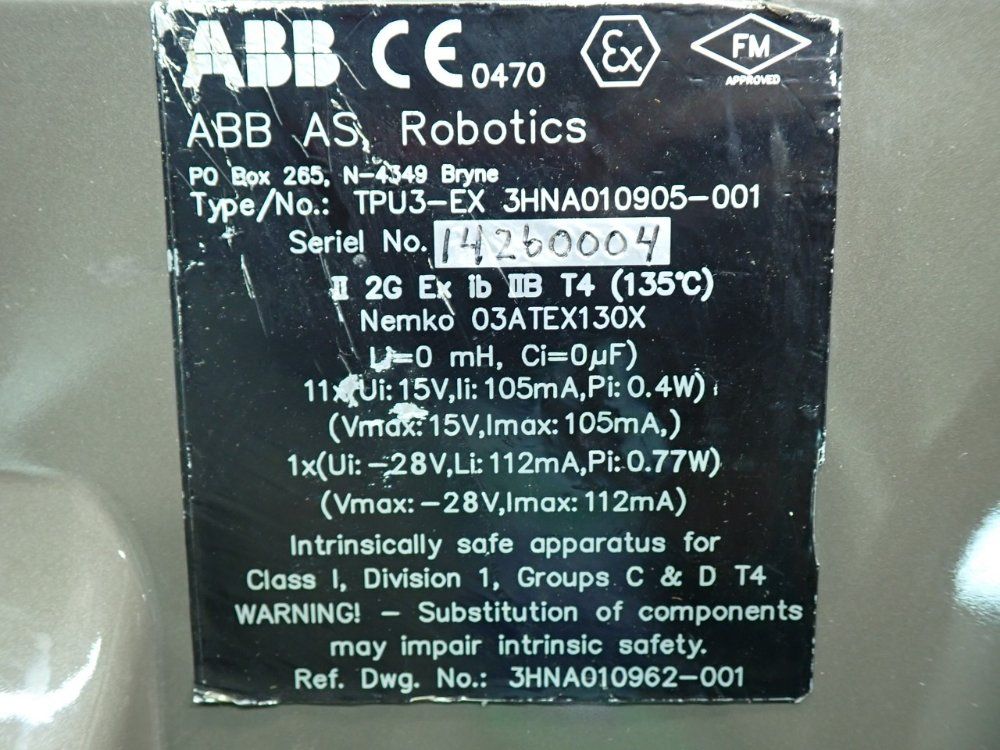 ABB CE 0470 Ex FM
APPROVED
ABB AS Robotics
PO Box 265, N-4349 Bryne
Type/No.: TPU3-EX 3HNA010905-001
Seriel No. 14260004
II 2G Ex ib IIB T4 (135°C)
Nemko 03ATEX130X
Li=0 mH, Ci=0µF)
11x(Ui: 15V,Ii: 105mA,Pi: 0.4W)
(Vmax: 15V,Imax: 105mA,)
1x(Ui: -28V,Li: 112mA,Pi: 0.77W)
(Vmax: -28V,Imax: 112mA)
Intrinsically safe apparatus for
Class I, Division 1, Groups C & D T4
WARNING! - Substitution of components
may impair intrinsic safety.
Ref. Dwg. No.: 3HNA010962-001